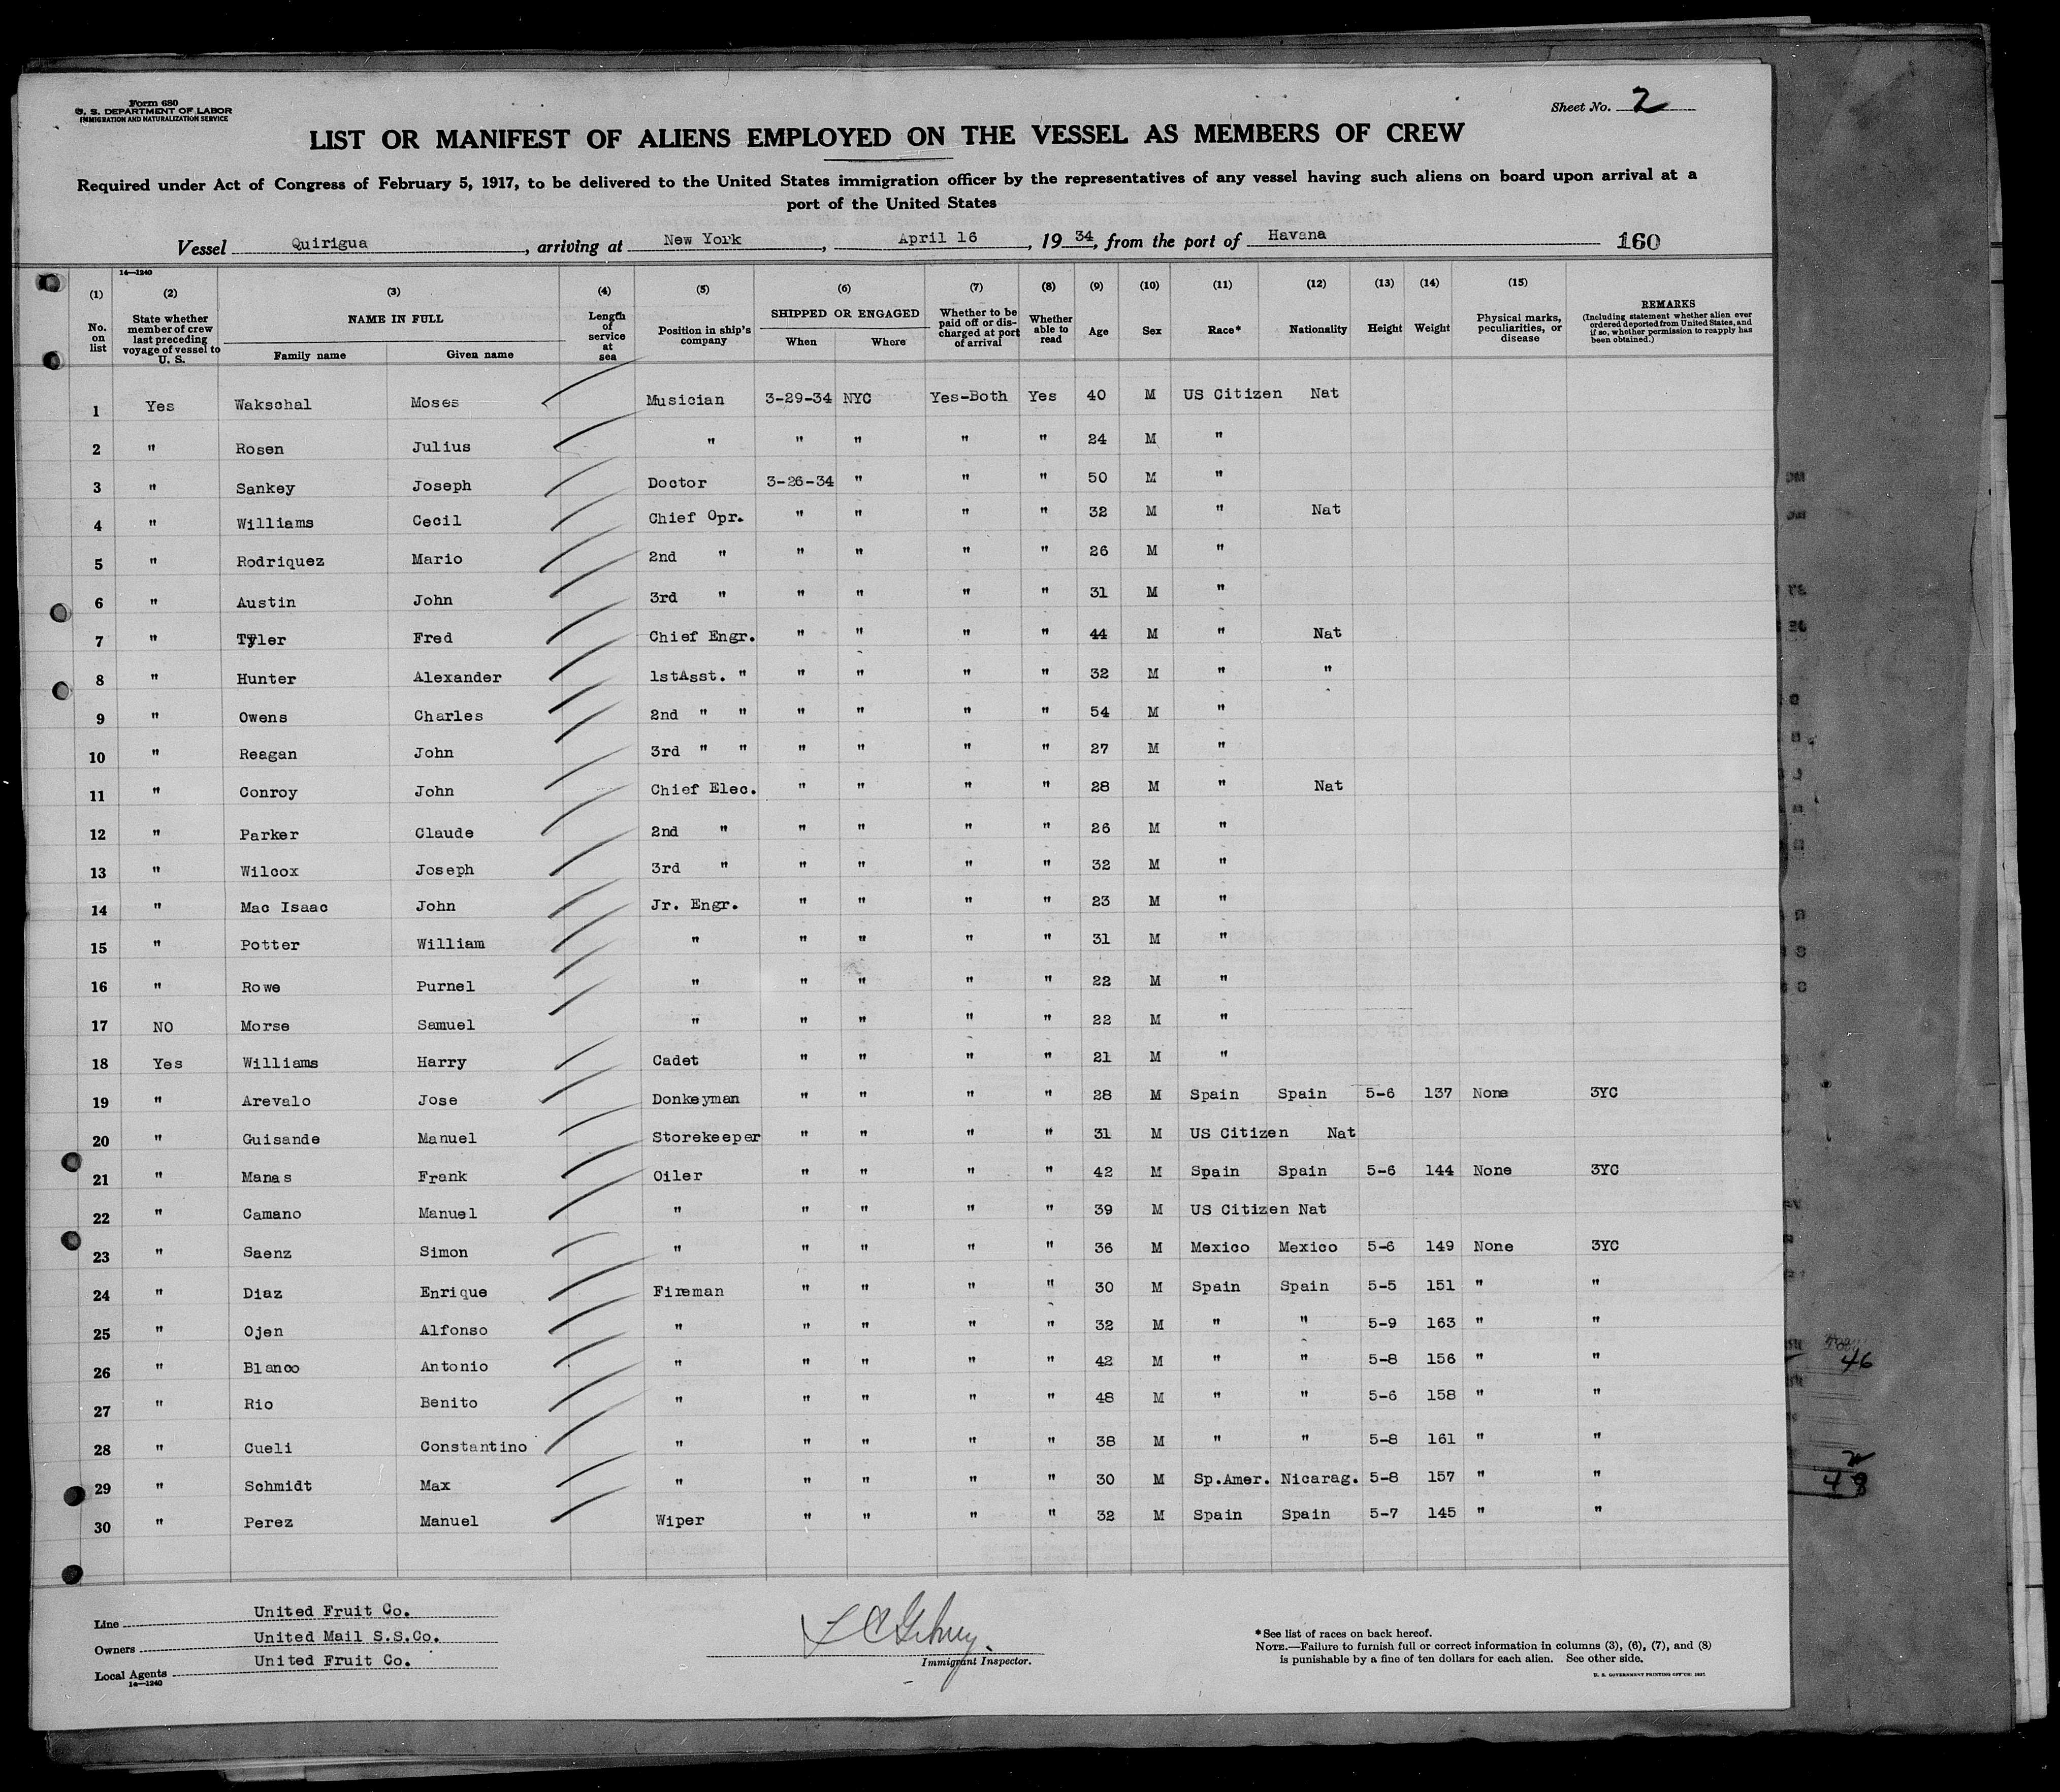 Form 680
U. S. DEPARTMENT OF LABOR
IMMIGRATION AND NATURALIZATION SERVICE
Sheet No. 2
LIST OR MANIFEST OF ALIENS EMPLOYED ON THE VESSEL AS MEMBERS OF CREW
Required under Act of Congress of February 5, 1917, to be delivered to the United States immigration officer by the representatives of any vessel having such aliens on board upon arrival at a
port of the United States
Vessel Quirigua, arriving at New York, April 16, 19 34, from the port of Havana 160
14—1240
(1) (2) (3) (4) (5) (6) (7) (8) (9) (10) (11) (12) (13) (14) (15)
No. on list
State whether member of crew last preceding voyage of vessel to U. S.
NAME IN FULL
Family name Given name
Length of service at sea
Position in ship's company
SHIPPED OR ENGAGED
When Where
Whether to be paid off or discharged at port of arrival
Whether able to read
Age Sex Race* Nationality Height Weight
Physical marks, peculiarities, or disease
REMARKS
(Including statement whether alien ever ordered deported from United States, and if so, whether permission to reapply has been obtained.)
1 Yes Wakschal Moses Musician 3-29-34 NYC Yes-Both Yes 40 M US Citizen Nat
2 " Rosen Julius " " " " " 24 M "
3 " Sankey Joseph Doctor 3-26-34 " " " 50 M "
4 " Williams Cecil Chief Opr. " " " " 32 M " Nat
5 " Rodriquez Mario 2nd " " " " " 26 M "
6 " Austin John 3rd " " " " " 31 M "
7 " Tyler Fred Chief Engr. " " " " 44 M " Nat
8 " Hunter Alexander 1stAsst. " " " " " 32 M " "
9 " Owens Charles 2nd " " " " " " 54 M "
10 " Reagan John 3rd " " " " " " 27 M "
11 " Conroy John Chief Elec. " " " " 28 M " Nat
12 " Parker Claude 2nd " " " " " 26 M "
13 " Wilcox Joseph 3rd " " " " " 32 M "
14 " Mac Isaac John Jr. Engr. " " " " 23 M "
15 " Potter William " " " " " 31 M "
16 " Rowe Purnel " " " " " 22 M "
17 NO Morse Samuel " " " " " 22 M "
18 Yes Williams Harry Cadet " " " " 21 M "
19 " Arevalo Jose Donkeyman " " " " 28 M Spain Spain 5-6 137 None 3YC
20 " Guisande Manuel Storekeeper " " " " 31 M US Citizen Nat
21 " Manas Frank Oiler " " " " 42 M Spain Spain 5-6 144 None 3YC
22 " Camano Manuel " " " " " 39 M US Citizen Nat
23 " Saenz Simon " " " " " 36 M Mexico Mexico 5-6 149 None 3YC
24 " Diaz Enrique Fireman " " " " 30 M Spain Spain 5-5 151 " "
25 " Ojen Alfonso " " " " " 32 M " " 5-9 163 " "
26 " Blanco Antonio " " " " " 42 M " " 5-8 156 " "
27 " Rio Benito " " " " " 48 M " " 5-6 158 " "
28 " Cueli Constantino " " " " " 38 M " " 5-8 161 " "
29 " Schmidt Max " " " " " 30 M Sp.Amer. Nicarag. 5-8 157 " "
30 " Perez Manuel Wiper " " " " 32 M Spain Spain 5-7 145 " "
46
48
Line United Fruit Co.
Owners United Mail S.S.Co.
Local Agents United Fruit Co.
14—1240
Immigrant Inspector.
*See list of races on back hereof.
NOTE.—Failure to furnish full or correct information in columns (3), (6), (7), and (8)
is punishable by a fine of ten dollars for each alien. See other side.